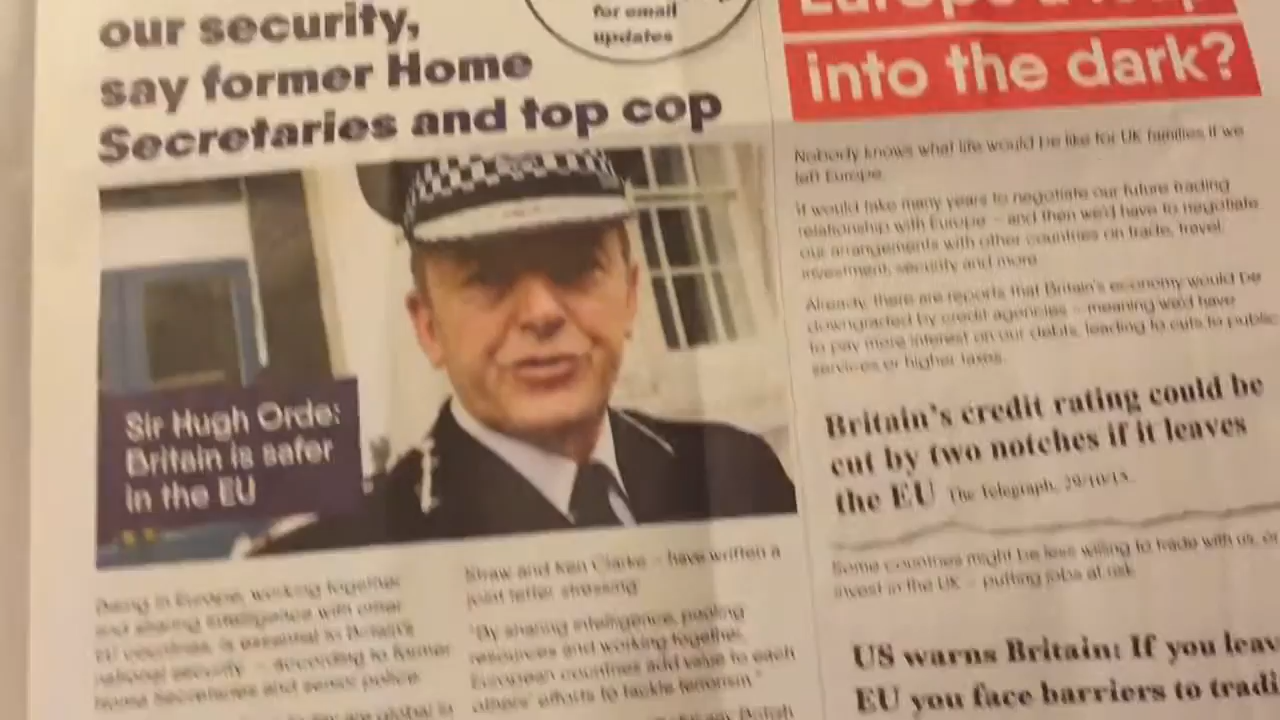 our security,
say former Home
Secretaries and top cop
for email
updates
Sir Hugh Orde:
Britain is safer
in the EU
Being in Europe, working together
and sharing intelligence with other
EU countries, is essential to Britain's
national security – according to former
Home Secretaries and senior police
Straw and Ken Clarke – have written a
joint letter stressing
"By sharing intelligence, pooling
resources and working together,
European countries add value to each
others' efforts to tackle terrorism."
into the dark?
Nobody knows what life would be like for UK families if we
left Europe.
It would take many years to negotiate our future trading
relationship with Europe – and then we'd have to negotiate
our arrangements with other countries on trade, travel,
investment, security and more.
Already, there are reports that Britain's economy would be
downgraded by credit agencies – meaning we'd have
to pay more interest on our debts, leading to cuts to public
services or higher taxes.
Britain's credit rating could be
cut by two notches if it leaves
the EU The Telegraph, 29/10/15.
Some countries might be less willing to trade with us, or
invest in the UK – putting jobs at risk.
US warns Britain: If you leav
EU you face barriers to tradi